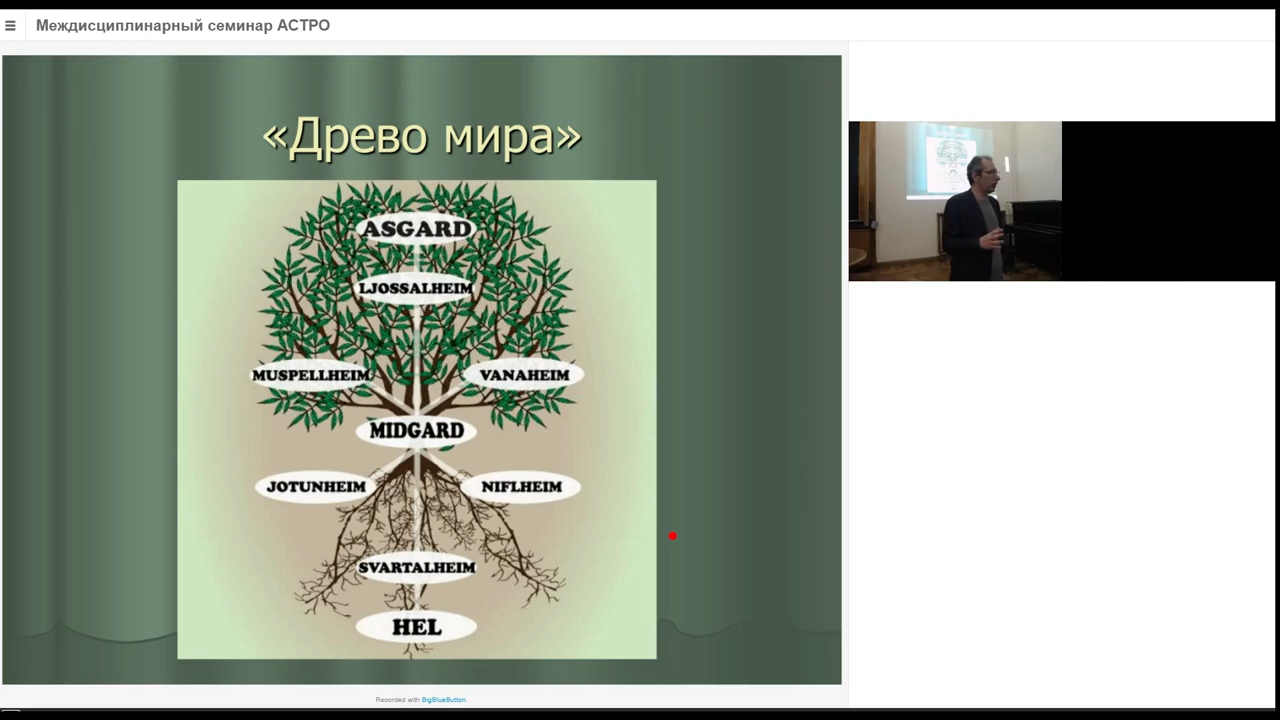 Междисциплинарный семинар АСТРО
«Древо мира»
ASGARD
LJOSSALHEIM
MUSPELLHEIM VANAHEIM
MIDGARD
JOTUNHEIM NIFLHEIM
SVARTALHEIM
HEL
Recorded with BigBlueButton.